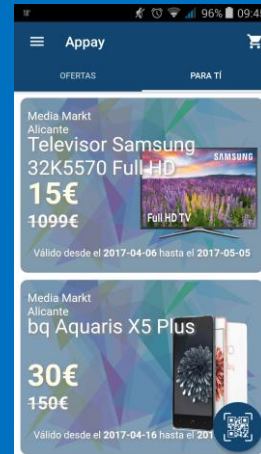 96% 09:45
Appay
OFERTAS
PARA TÍ
Media Markt
Alicante
Televisor Samsung
32K5570 Full HD
SAMSUNG
15€
1099€
Full HD TV
Válido desde el 2017-04-06 hasta el 2017-05-05
Media Markt
Alicante
bq Aquaris X5 Plus
30€
150€
Válido desde el 2017-04-16 hasta el